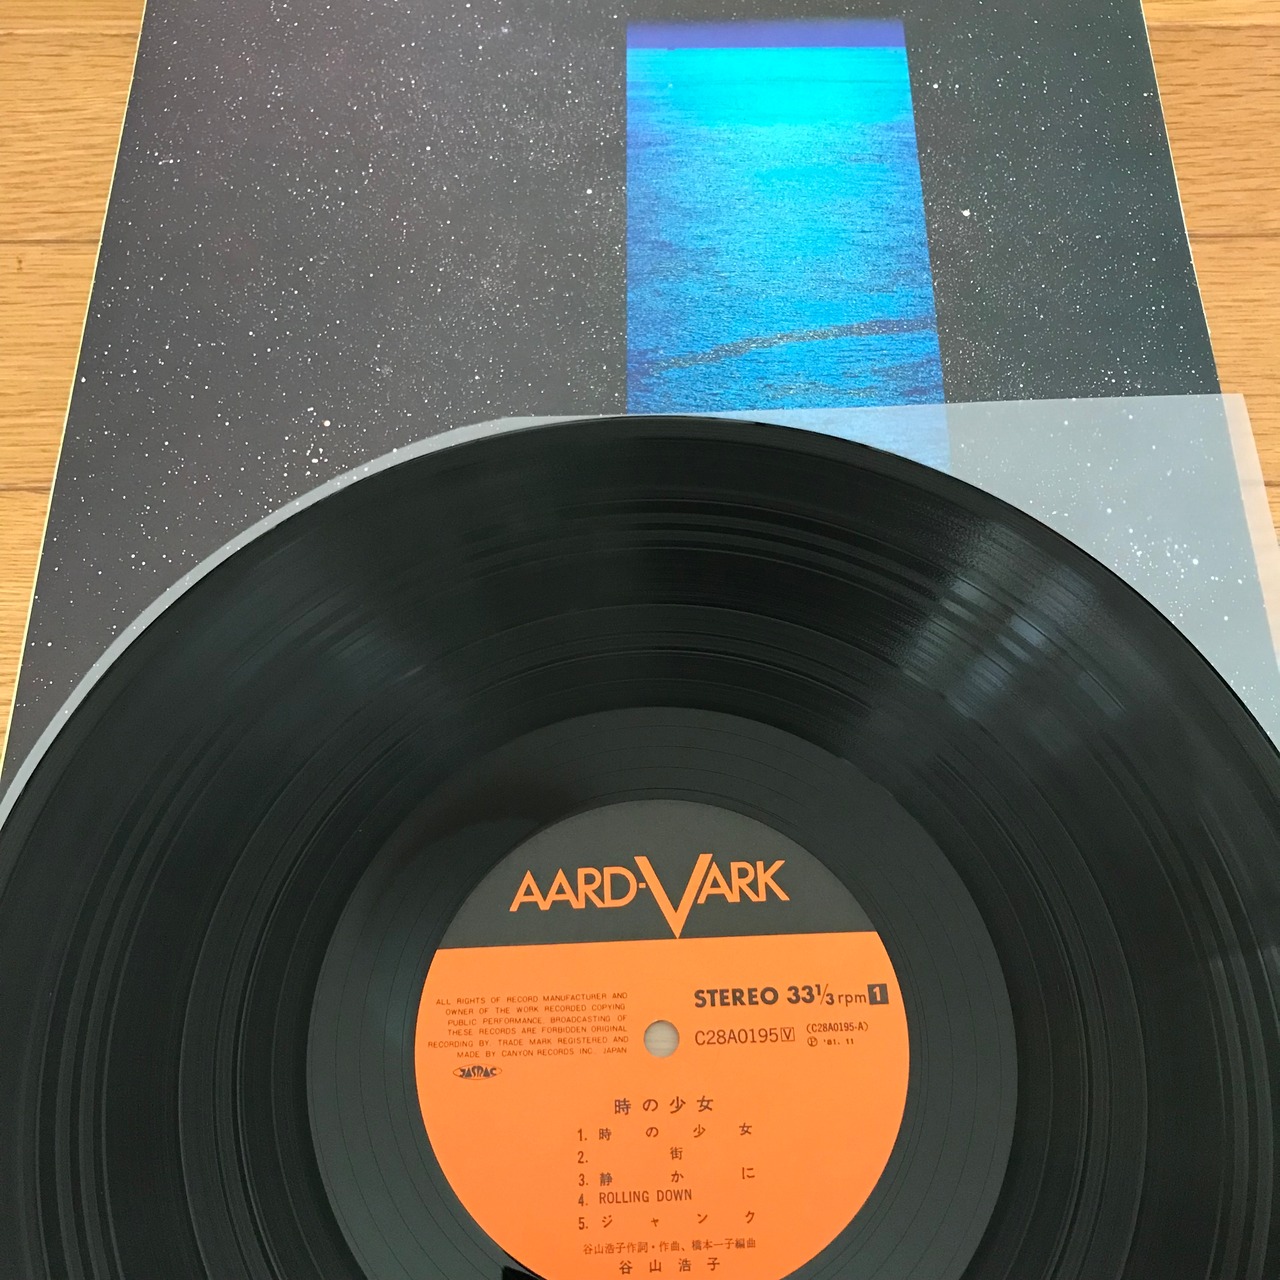 AARD-VARK
ALL RIGHTS OF RECORD MANUFACTURER AND
OWNER OF THE WORK RECORDED COPYING
PUBLIC PERFORMANCE BROADCASTING OF
THESE RECORDS ARE FORBIDDEN ORIGINAL
RECORDING BY. TRADE MARK REGISTERED AND
MADE BY CANYON RECORDS INC. JAPAN
JASRAC
STEREO 33 1/3 rpm 1
C28A0195 V (C28A0195-A)
Ⓟ '81. 11
時の少女
1. 時の少女
2. 街
3. 静かに
4. ROLLING DOWN
5. ジャンク
谷山浩子作詞・作曲、橋本一子編曲
谷山浩子